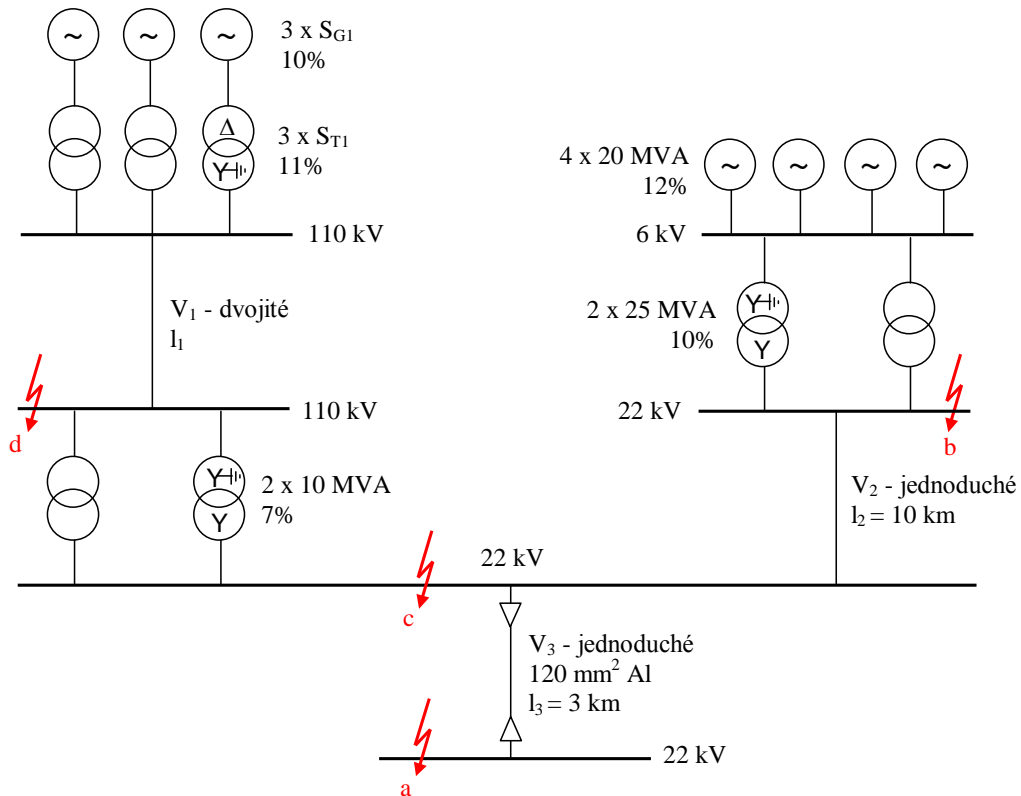 ~ ~ ~
3 x S_G1
10%
Δ
Y
3 x S_T1
11%
110 kV
V₁ - dvojité
l₁
110 kV
d
Y
Y
2 x 10 MVA
7%
4 x 20 MVA
12%
~ ~ ~ ~
6 kV
2 x 25 MVA
10%
Y
Y
22 kV
b
V₂ - jednoduché
l₂ = 10 km
22 kV
c
V₃ - jednoduché
120 mm² Al
l₃ = 3 km
22 kV
a